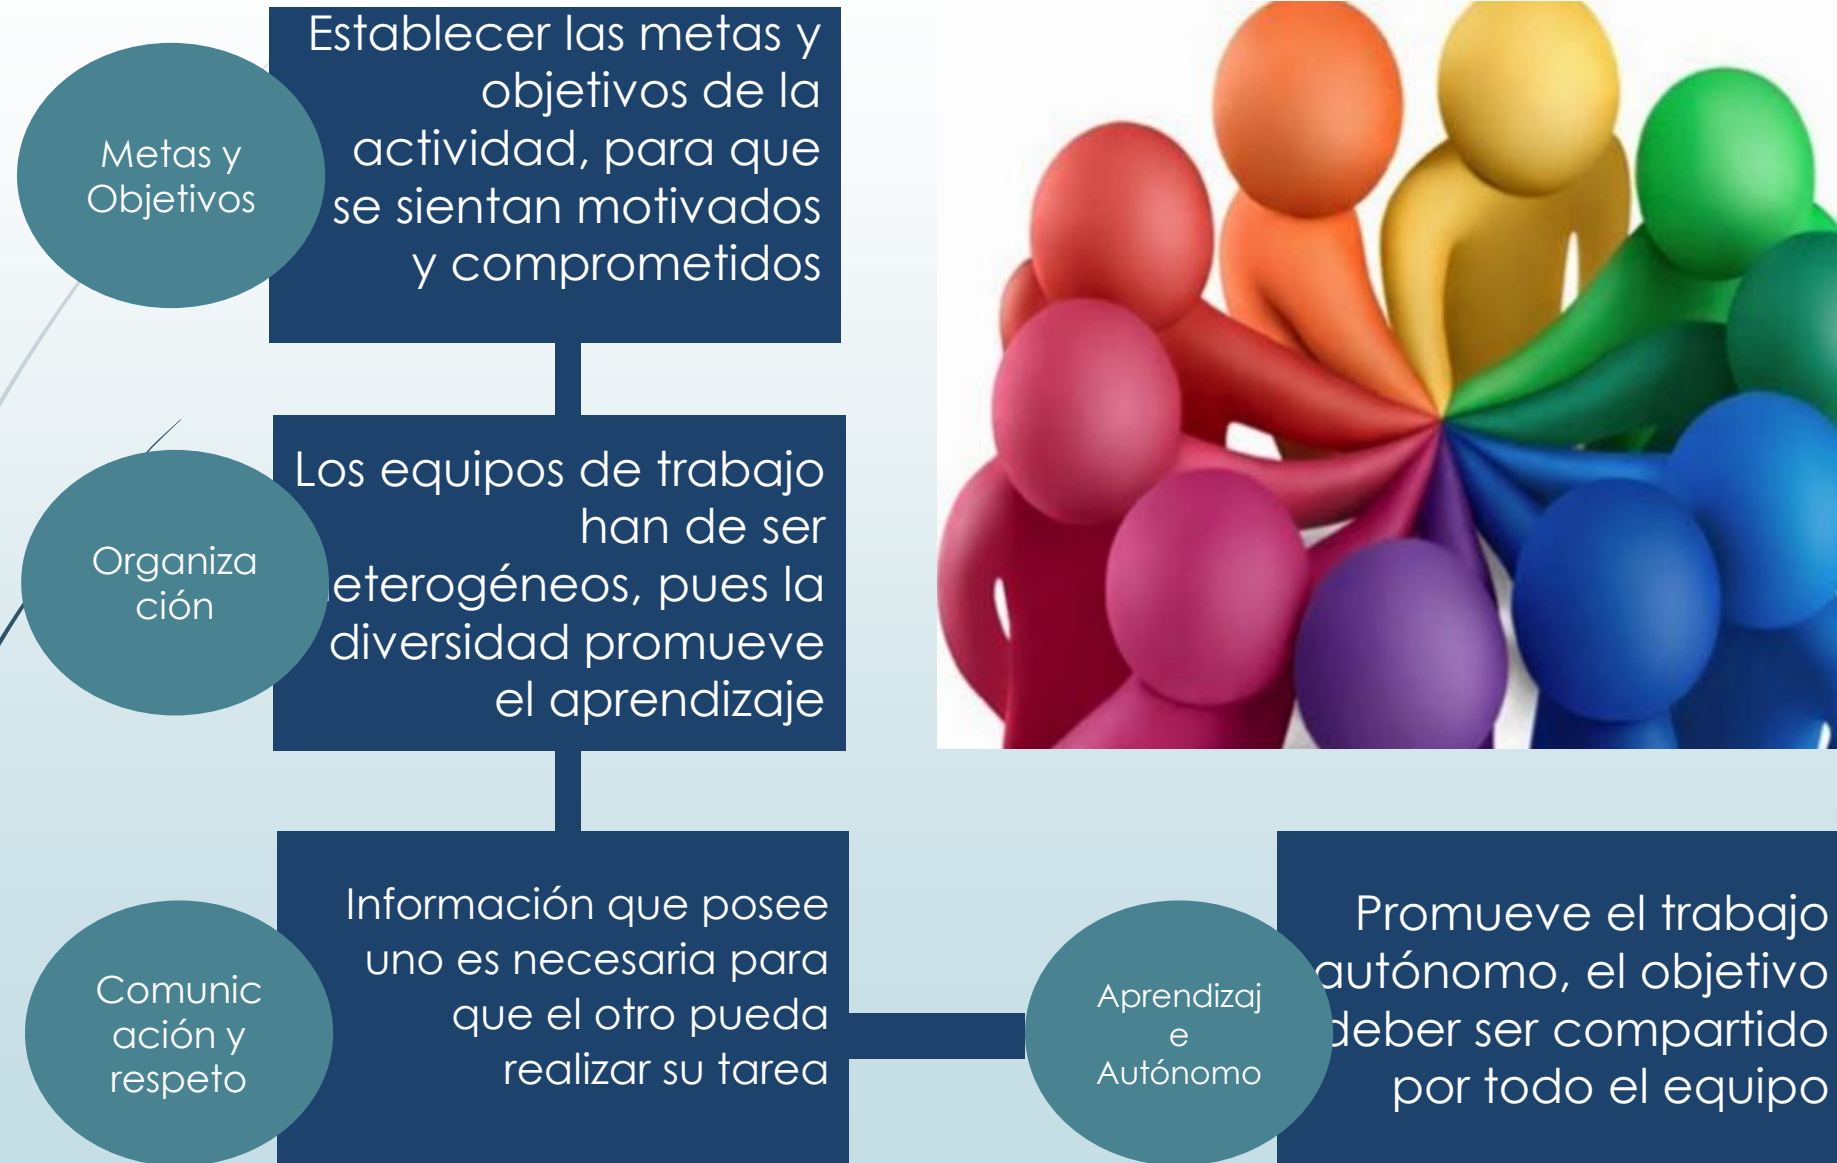 Metas y
Objetivos
Establecer las metas y
objetivos de la
actividad, para que
se sientan motivados
y comprometidos
Organiza
ción
Los equipos de trabajo
han de ser
eterogéneos, pues la
diversidad promueve
el aprendizaje
Comunic
ación y
respeto
Información que posee
uno es necesaria para
que el otro pueda
realizar su tarea
Aprendizaj
e
Autónomo
Promueve el trabajo
autónomo, el objetivo
deber ser compartido
por todo el equipo